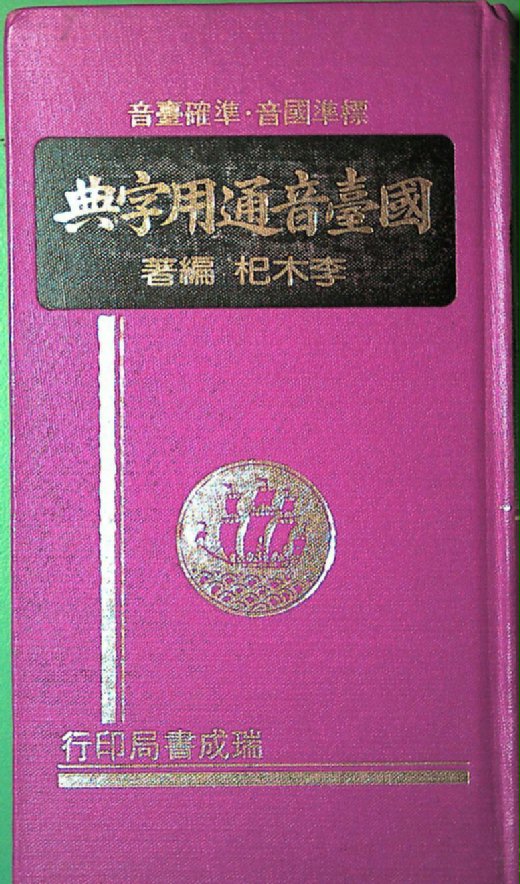 標準國音·準確臺音
國臺音通用字典
李木杞 編著
瑞成書局印行